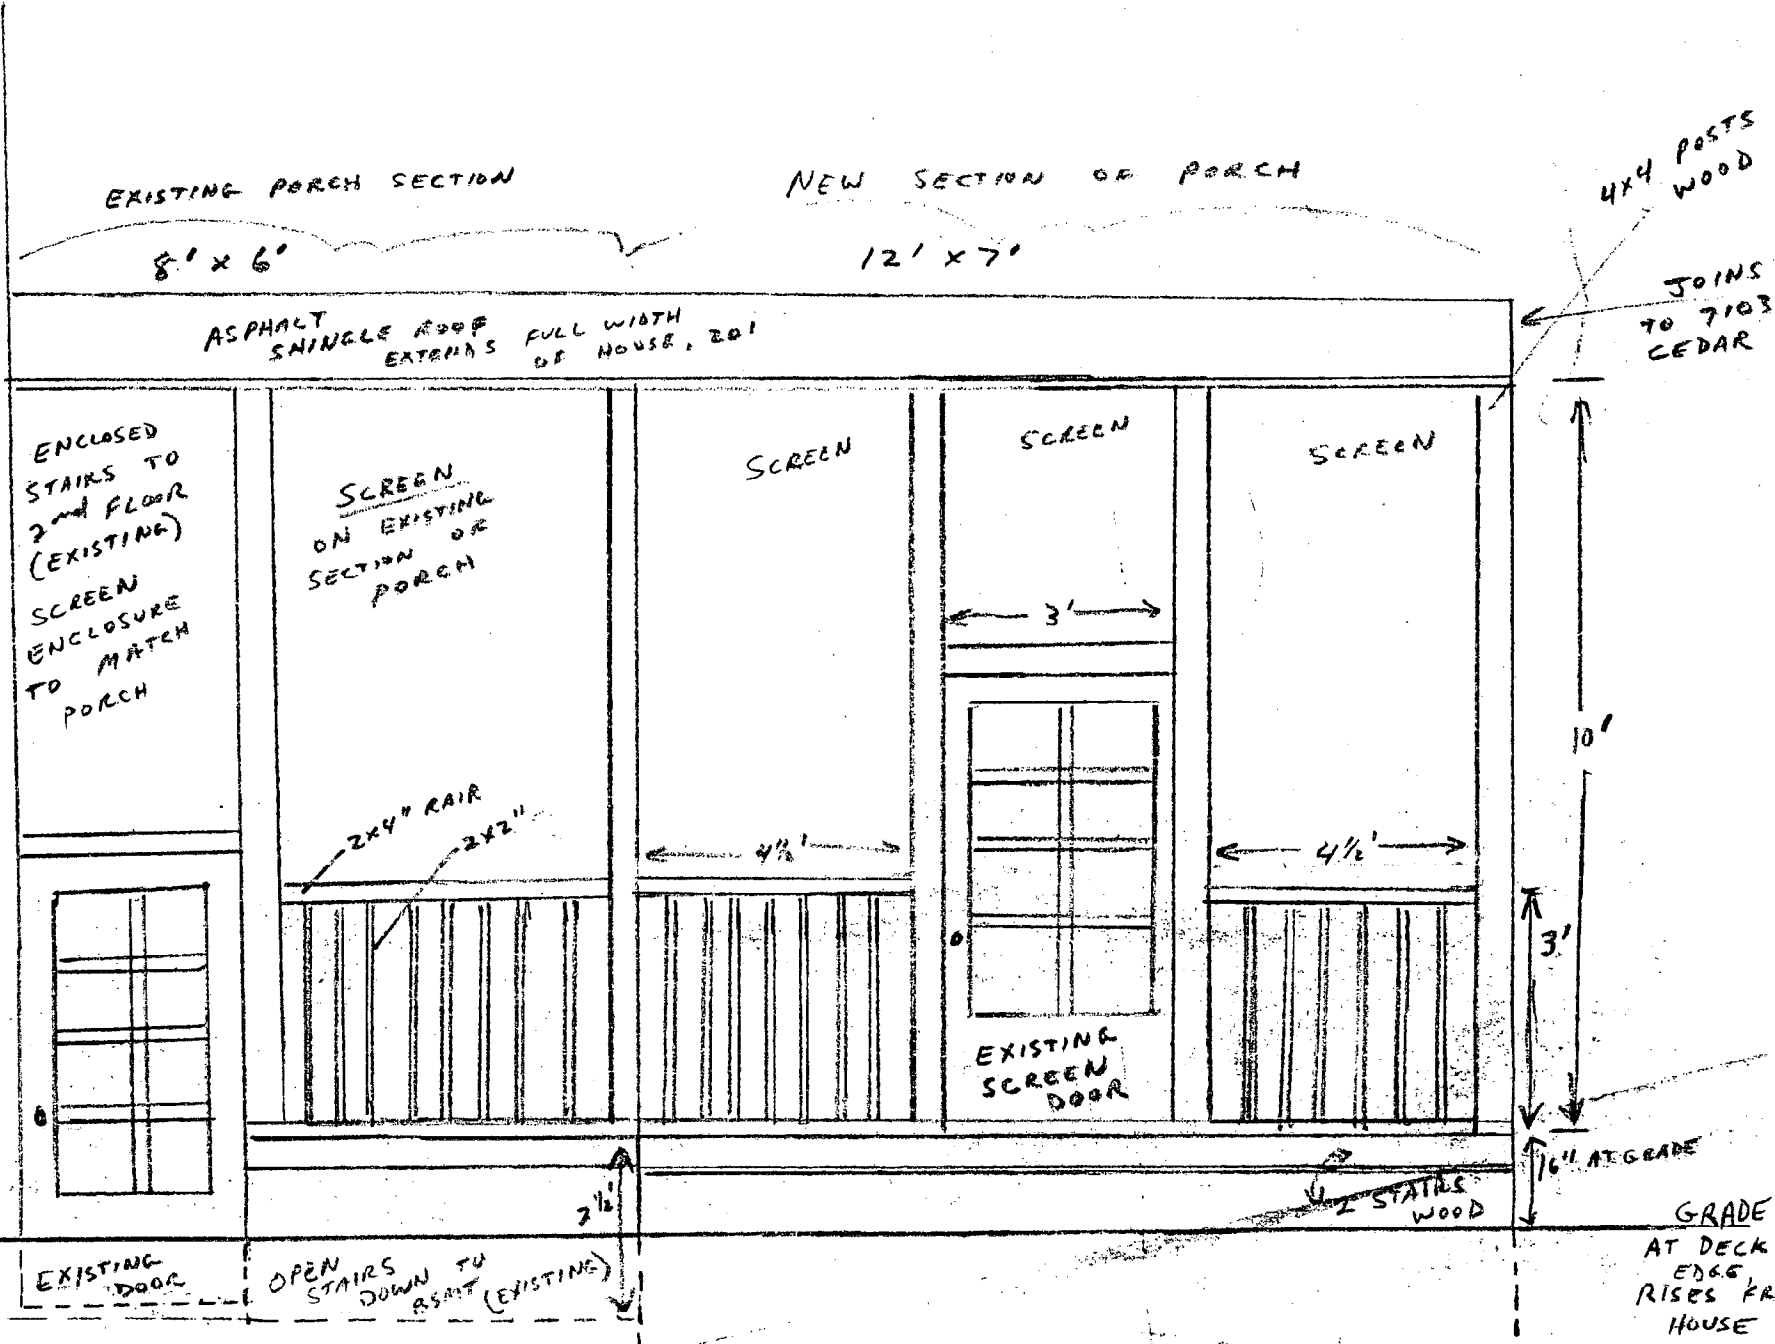 EXISTING PORCH SECTION
8' x 6'
NEW SECTION OF PORCH
12' x 7'
4x4 POSTS
WOOD
JOINS
TO 7103
CEDAR
ASPHALT
SHINGLE ROOF
EXTENDS FULL WIDTH
OF HOUSE, 20'
ENCLOSED
STAIRS TO
2nd FLOOR
(EXISTING)
SCREEN
ENCLOSURE
TO MATCH
PORCH
SCREEN
ON EXISTING
SECTION OF
PORCH
SCREEN
SCREEN
SCREEN
3'
10'
2x4" RAIR
2x2"
4½'
4½'
3'
EXISTING
SCREEN
DOOR
16" AT GRADE
2 STAIRS
WOOD
2½'
GRADE
AT DECK
EDGE,
RISES FR
HOUSE
EXISTING
DOOR
OPEN
STAIRS
DOWN TO
BSMT (EXISTING)